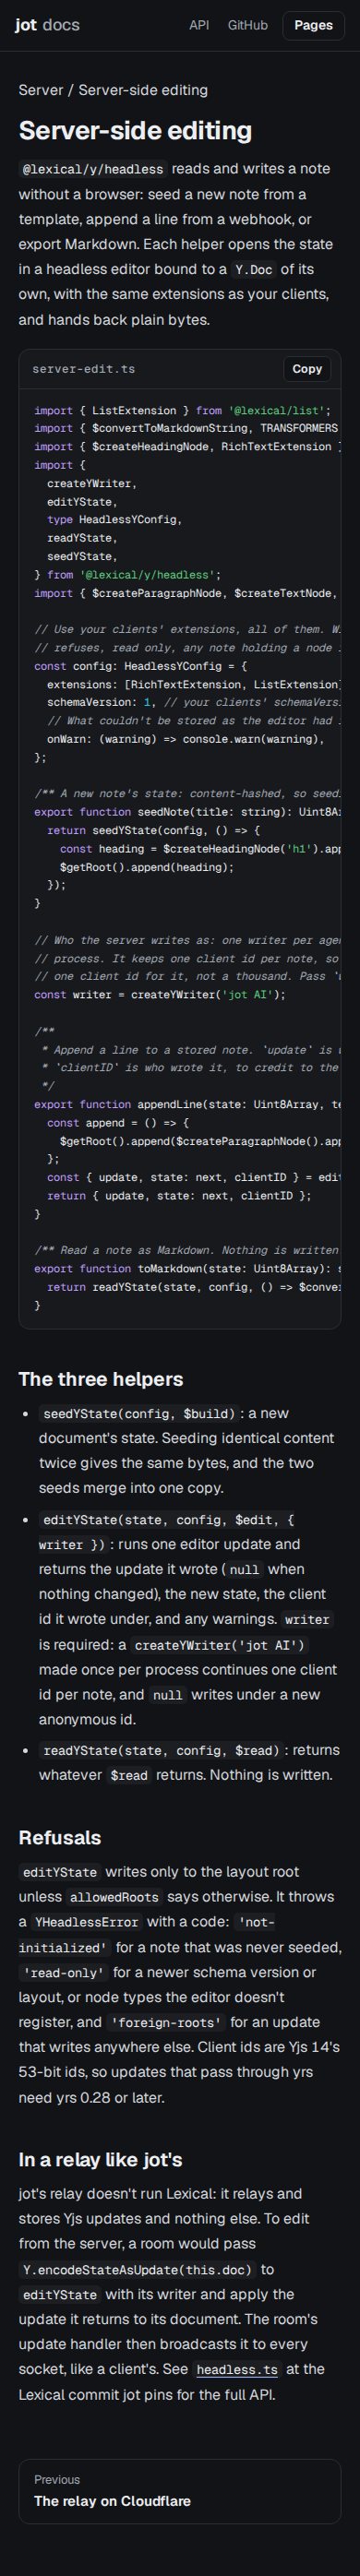 jot docs API GitHub Pages
Server / Server-side editing
Server-side editing
@lexical/y/headless reads and writes a note
without a browser: seed a new note from a
template, append a line from a webhook, or
export Markdown. Each helper opens the state
in a headless editor bound to a Y.Doc of its
own, with the same extensions as your clients,
and hands back plain bytes.
server-edit.ts Copy
import { ListExtension } from '@lexical/list';
import { $convertToMarkdownString, TRANSFORMERS
import { $createHeadingNode, RichTextExtension }
import {
createYWriter,
editYState,
type HeadlessYConfig,
readYState,
seedYState,
} from '@lexical/y/headless';
import { $createParagraphNode, $createTextNode,
// Use your clients' extensions, all of them.
// refuses, read only, any note holding a node
const config: HeadlessYConfig = {
extensions: [RichTextExtension, ListExtension]
schemaVersion: 1, // your clients'
// What couldn't be stored as the editor had
onWarn: (warning) => console.warn(warning),
};
/** A new note's state: content-hashed, so
export function seedNote(title: string):
return seedYState(config, () => {
const heading = $createHeadingNode('h1')
$getRoot().append(heading);
});
}
// Who the server writes as: one writer per
// process. It keeps one client id per note, so
// one client id for it, not a thousand. Pass
const writer = createYWriter('jot AI');
/**
* Append a line to a stored note. `update` is
* `clientID` is who wrote it, to credit to the
*/
export function appendLine(state: Uint8Array,
const append = () => {
$getRoot().append($createParagraphNode()
};
const { update, state: next, clientID } =
return { update, state: next, clientID };
}
/** Read a note as Markdown. Nothing is written
export function toMarkdown(state: Uint8Array):
return readYState(state, config, () =>
}
The three helpers
• seedYState(config, $build): a new
document's state. Seeding identical content
twice gives the same bytes, and the two
seeds merge into one copy.
• editYState(state, config, $edit, {
writer }): runs one editor update and
returns the update it wrote (null when
nothing changed), the new state, the client
id it wrote under, and any warnings. writer
is required: a createYWriter('jot AI')
made once per process continues one client
id per note, and null writes under a new
anonymous id.
• readYState(state, config, $read): returns
whatever $read returns. Nothing is written.
Refusals
editYState writes only to the layout root
unless allowedRoots says otherwise. It throws
a YHeadlessError with a code: 'not-
initialized' for a note that was never seeded,
'read-only' for a newer schema version or
layout, or node types the editor doesn't
register, and 'foreign-roots' for an update
that writes anywhere else. Client ids are Yjs 14's
53-bit ids, so updates that pass through yrs
need yrs 0.28 or later.
In a relay like jot's
jot's relay doesn't run Lexical: it relays and
stores Yjs updates and nothing else. To edit
from the server, a room would pass
Y.encodeStateAsUpdate(this.doc) to
editYState with its writer and apply the
update it returns to its document. The room's
update handler then broadcasts it to every
socket, like a client's. See headless.ts at the
Lexical commit jot pins for the full API.
Previous
The relay on Cloudflare